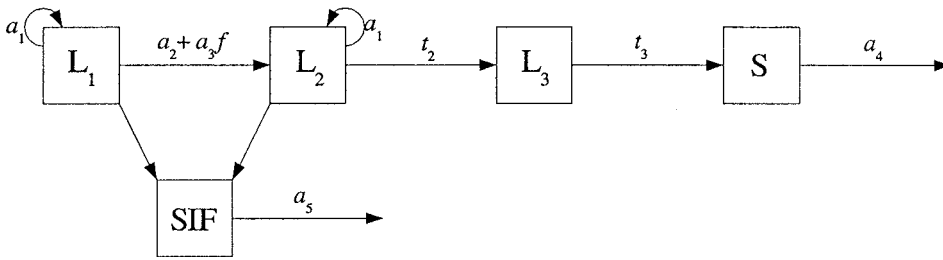 a₁ L₁ a₂ + a₃f L₂ a₁ t₂ L₃ t₃ S a₄
SIF a₅